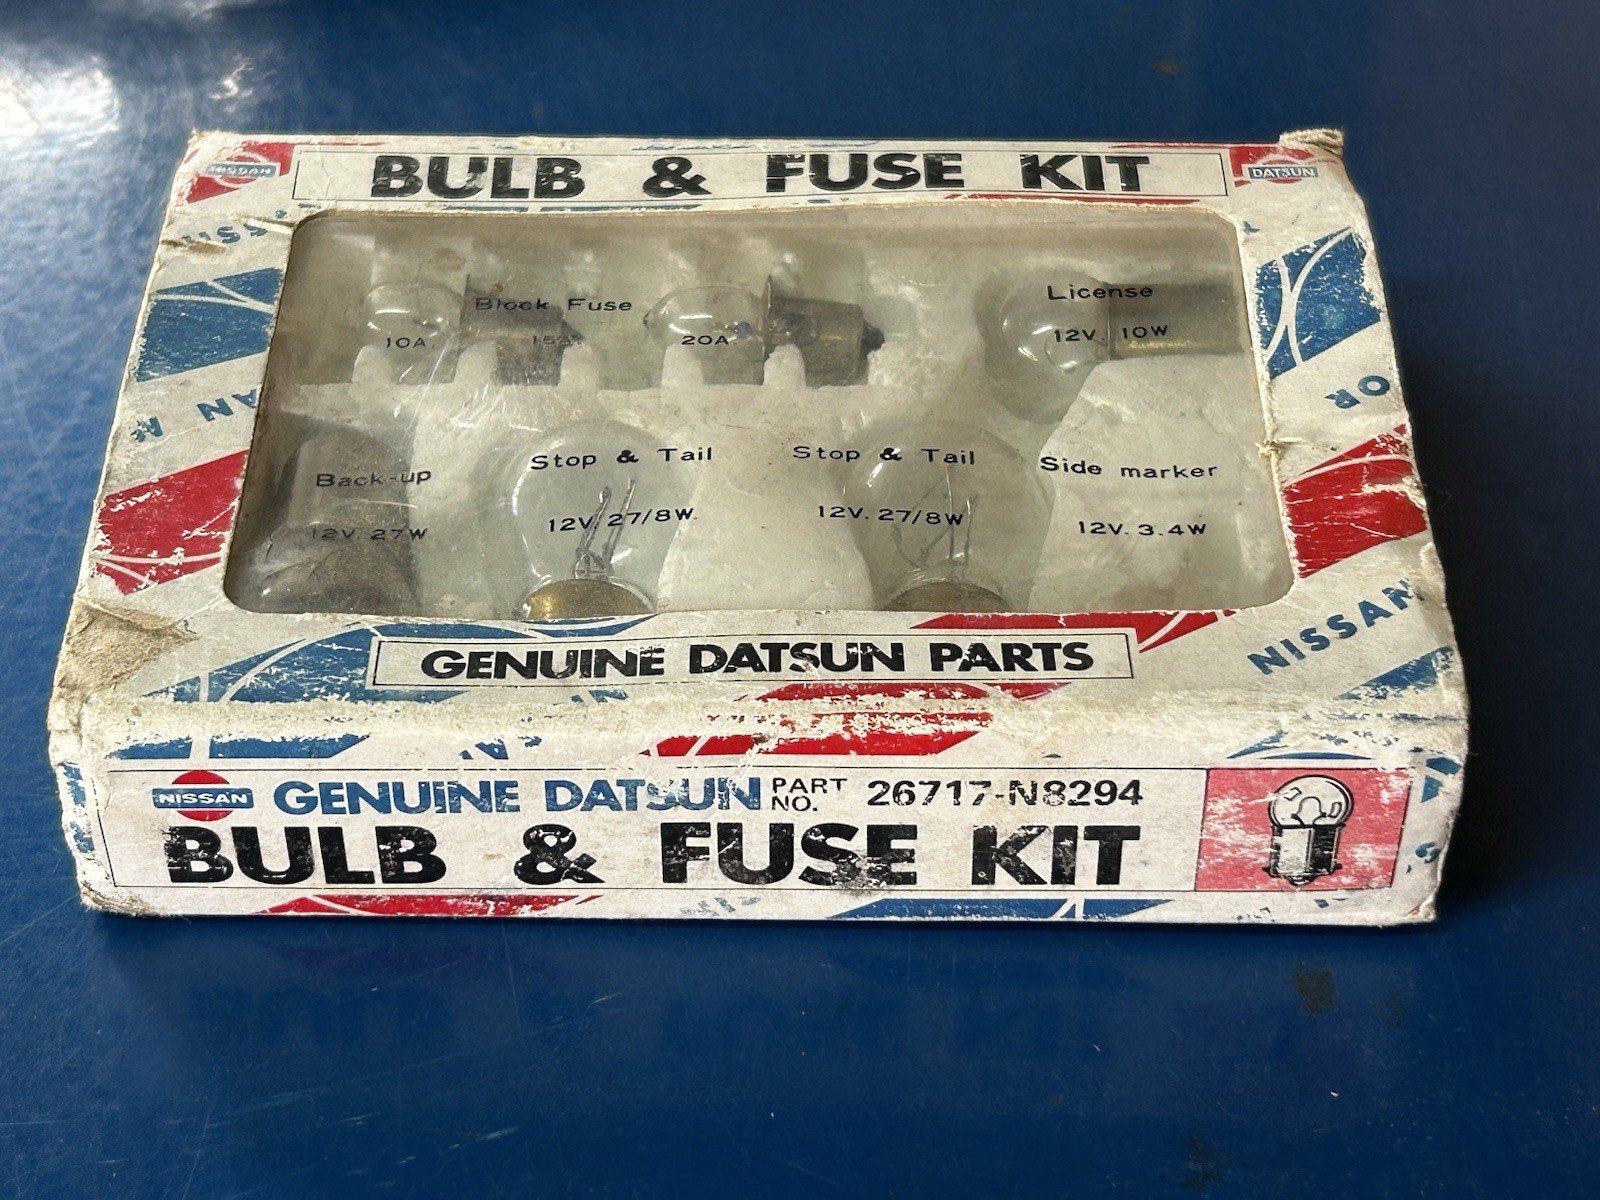 NISSAN
BULB & FUSE KIT
DATSUN
Block Fuse
10A. 15A. 20A
License
12V. 10W
Back-up
12V. 27W
Stop & Tail
12V. 27/8W
Stop & Tail
12V. 27/8W
Side marker
12V. 3.4W
NISSAN
GENUINE DATSUN PARTS
NISSAN
GENUINE DATSUN PART NO. 26717-N8294
BULB & FUSE KIT